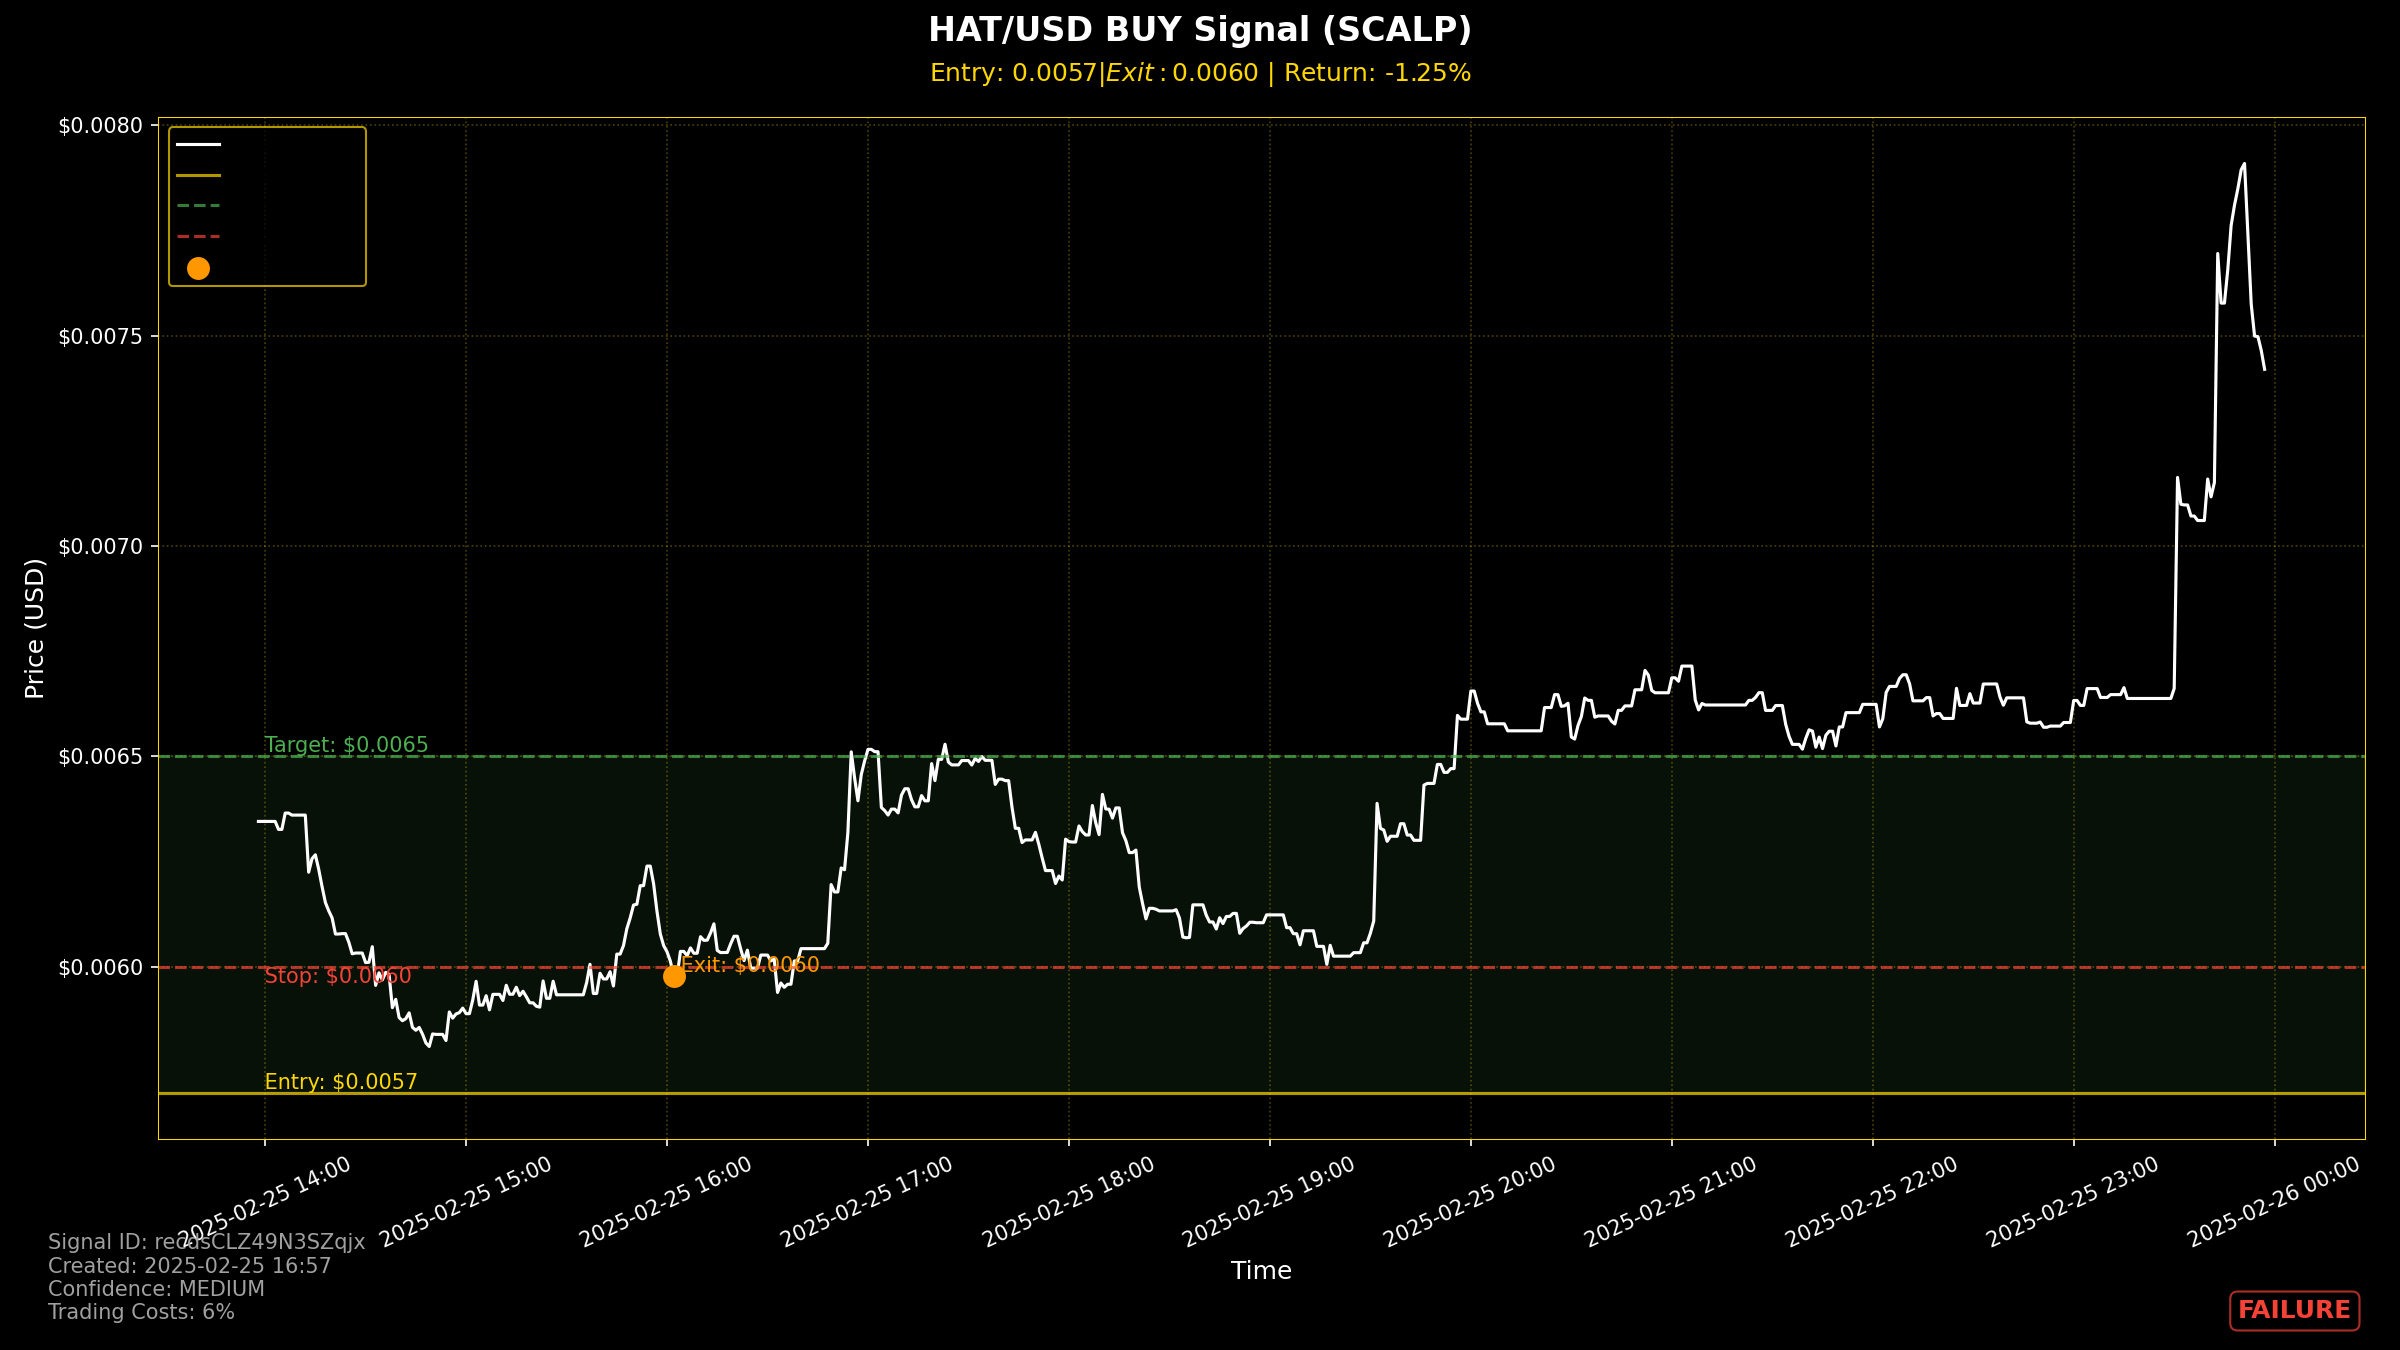 HAT/USD BUY Signal (SCALP)
Entry: 0.0057|Exit:0.0060 | Return: -1.25%
$0.0080
$0.0075
$0.0070
$0.0065
$0.0060
Price (USD)
Target: $0.0065
Stop: $0.0060
Exit: $0.0060
Entry: $0.0057
2025-02-25 14:00
2025-02-25 15:00
2025-02-25 16:00
2025-02-25 17:00
2025-02-25 18:00
2025-02-25 19:00
2025-02-25 20:00
2025-02-25 21:00
2025-02-25 22:00
2025-02-25 23:00
2025-02-26 00:00
Time
Signal ID: recdsCLZ49N3SZqjx
Created: 2025-02-25 16:57
Confidence: MEDIUM
Trading Costs: 6%
FAILURE